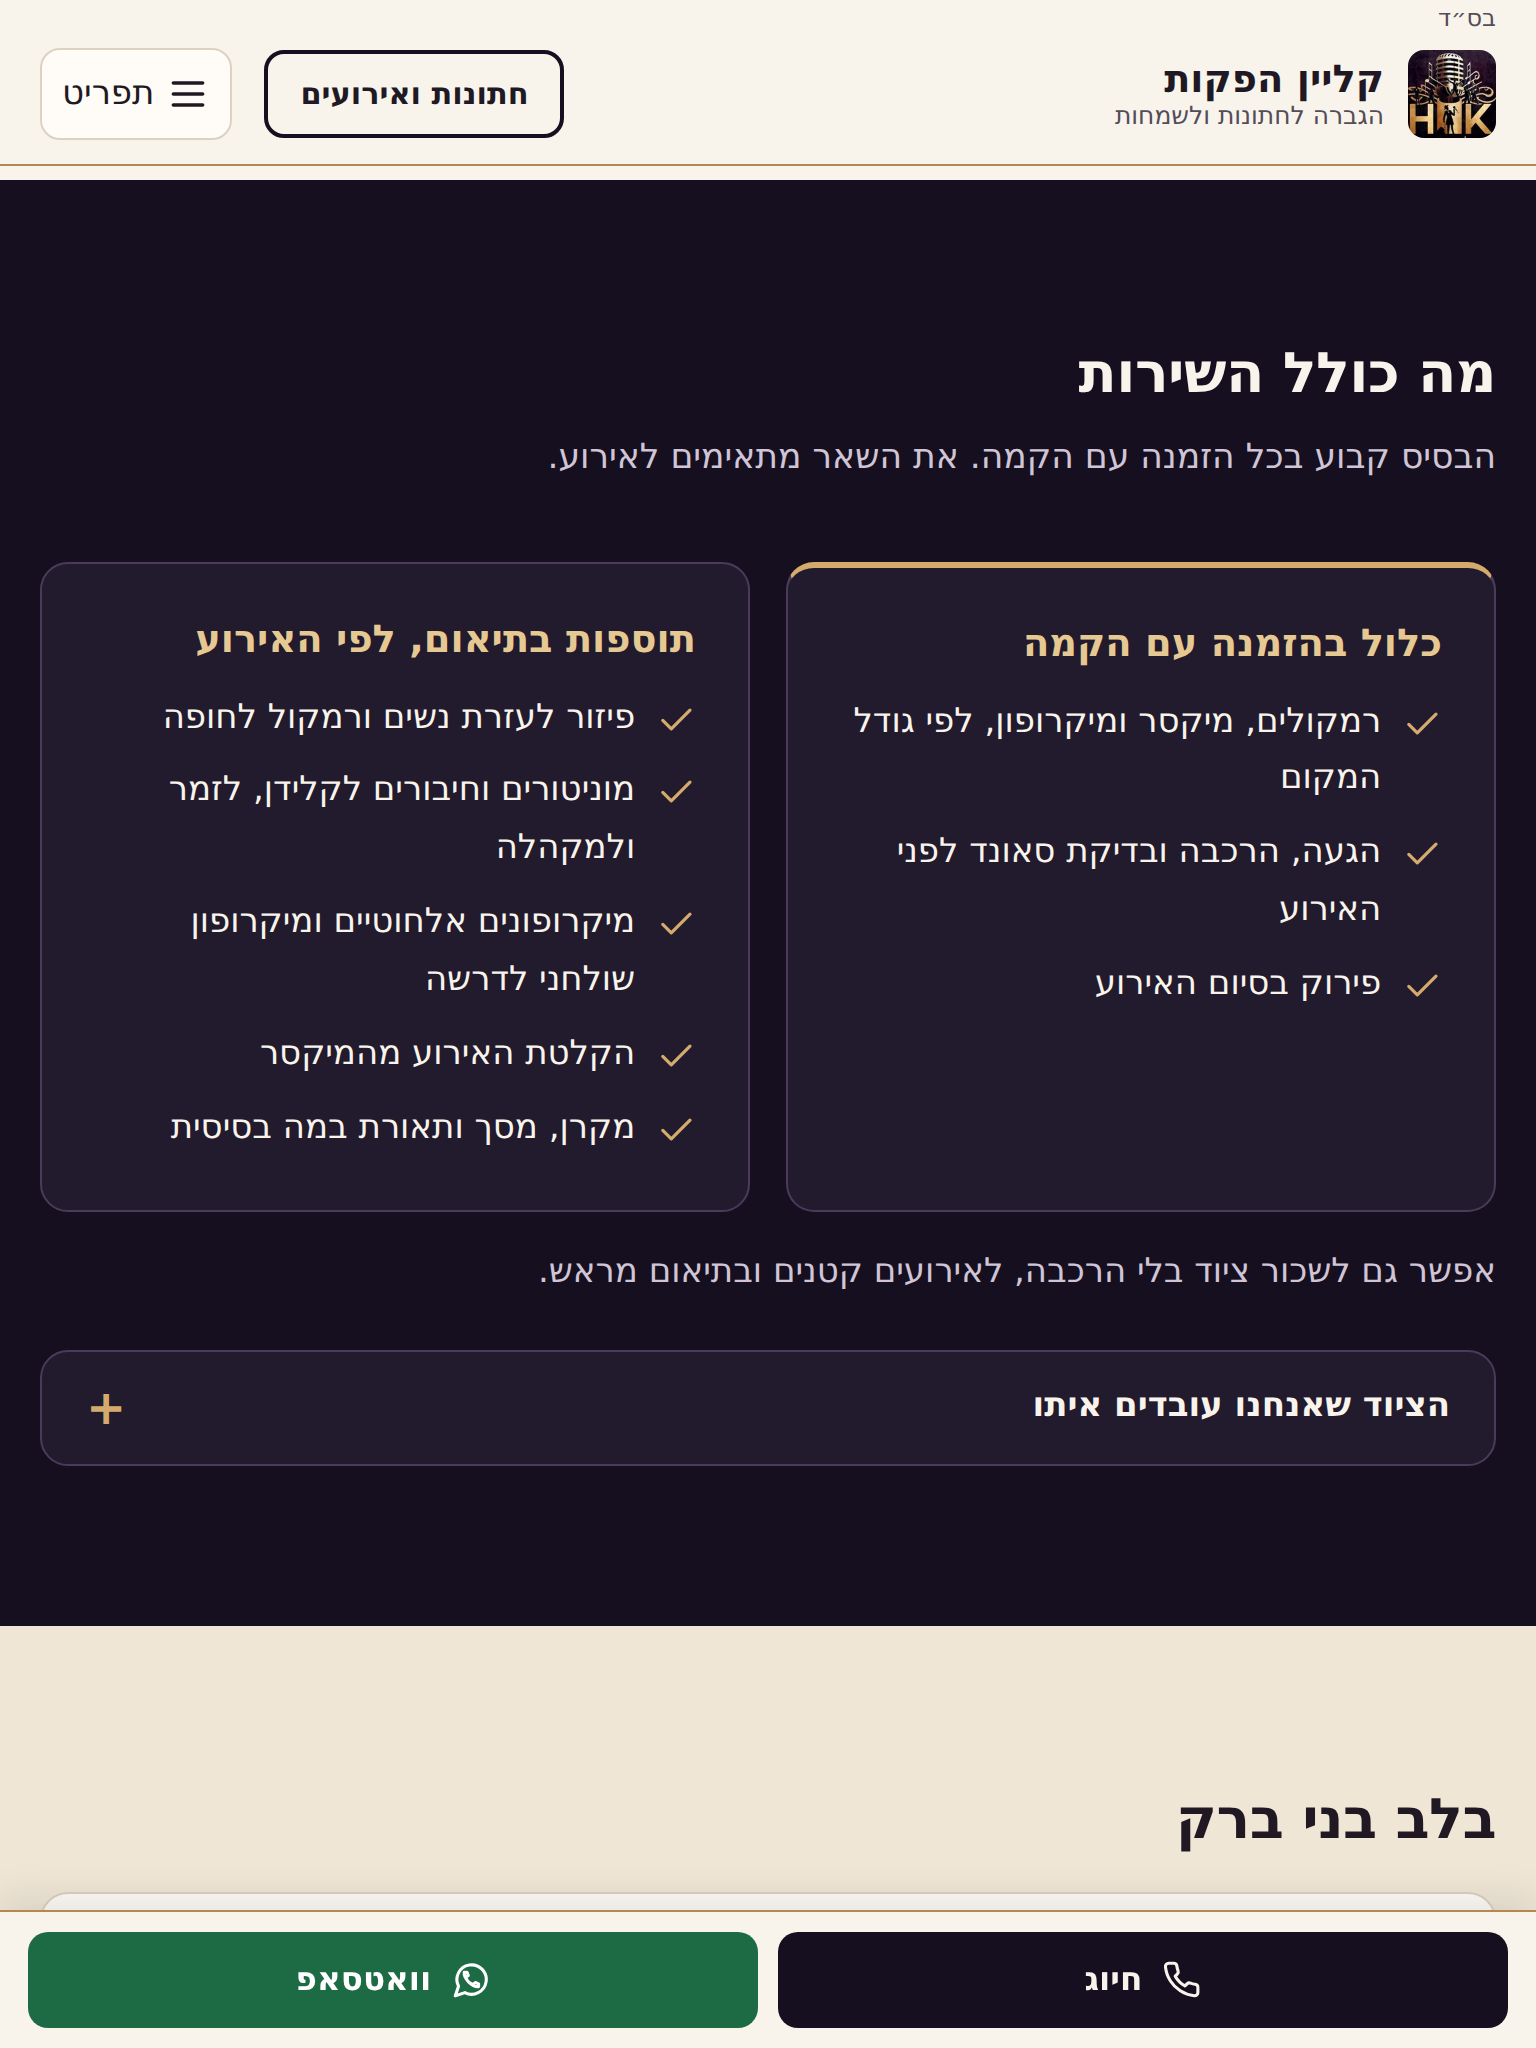 בס״ד
קליין הפקות
הגברה לחתונות ולשמחות
HNK
חתונות ואירועים
תפריט
מה כולל השירות
הבסיס קבוע בכל הזמנה עם הקמה. את השאר מתאימים לאירוע.
כלול בהזמנה עם הקמה
רמקולים, מיקסר ומיקרופון, לפי גודל
המקום
הגעה, הרכבה ובדיקת סאונד לפני
האירוע
פירוק בסיום האירוע
תוספות בתיאום, לפי האירוע
פיזור לעזרת נשים ורמקול לחופה
מוניטורים וחיבורים לקלידן, לזמר
ולמקהלה
מיקרופונים אלחוטיים ומיקרופון
שולחני לדרשה
הקלטת האירוע מהמיקסר
מקרן, מסך ותאורת במה בסיסית
אפשר גם לשכור ציוד בלי הרכבה, לאירועים קטנים ובתיאום מראש.
הציוד שאנחנו עובדים איתו
בלב בני ברק
חיוג
וואטסאפ